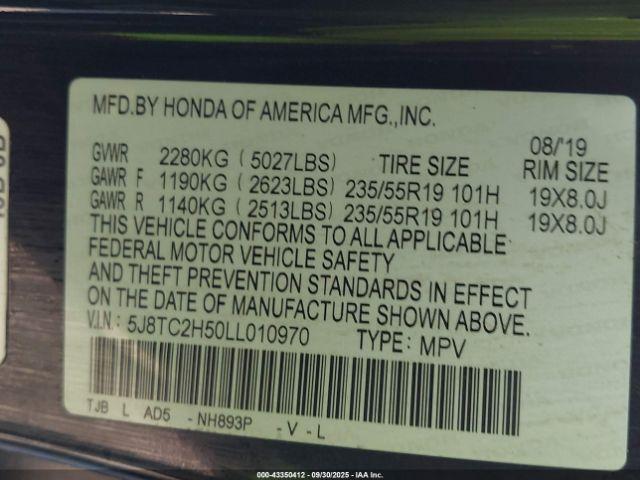 MFD.BY HONDA OF AMERICA MFG.,INC.
08/'19
GVWR 2280KG ( 5027LBS) TIRE SIZE RIM SIZE
GAWR F 1190KG ( 2623LBS) 235/55R19 101H 19X8.0J
GAWR R 1140KG ( 2513LBS) 235/55R19 101H 19X8.0J
THIS VEHICLE CONFORMS TO ALL APPLICABLE
FEDERAL MOTOR VEHICLE SAFETY
AND THEFT PREVENTION STANDARDS IN EFFECT
ON THE DATE OF MANUFACTURE SHOWN ABOVE.
V.I.N.: 5J8TC2H50LL010970 TYPE: MPV
TJB L AD5 - NH893P - V - L
000-43350412 - 09/30/2025 - IAA Inc.